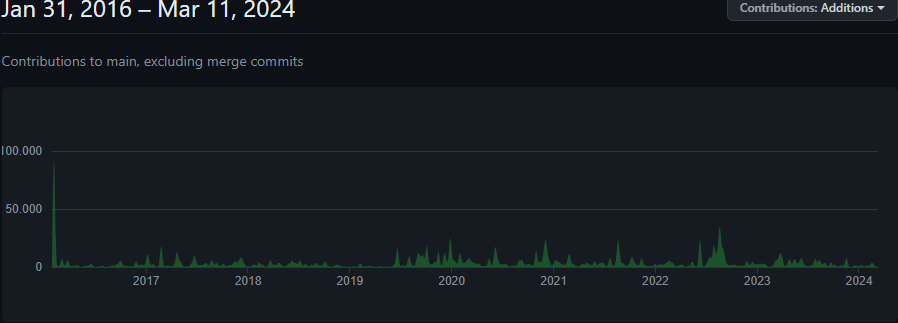 Jan 31, 2016 – Mar 11, 2024
Contributions: Additions
Contributions to main, excluding merge commits
100.000
50.000
0
2017 2018 2019 2020 2021 2022 2023 2024